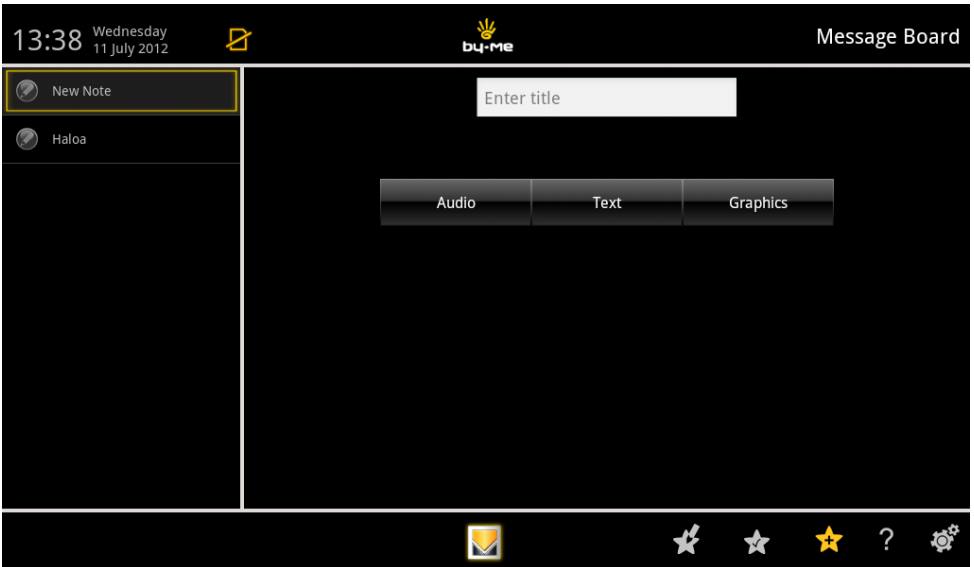 13:38
Wednesday
11 July 2012
by-me
Message Board
New Note
Haloa
Enter title
Audio
Text
Graphics
?